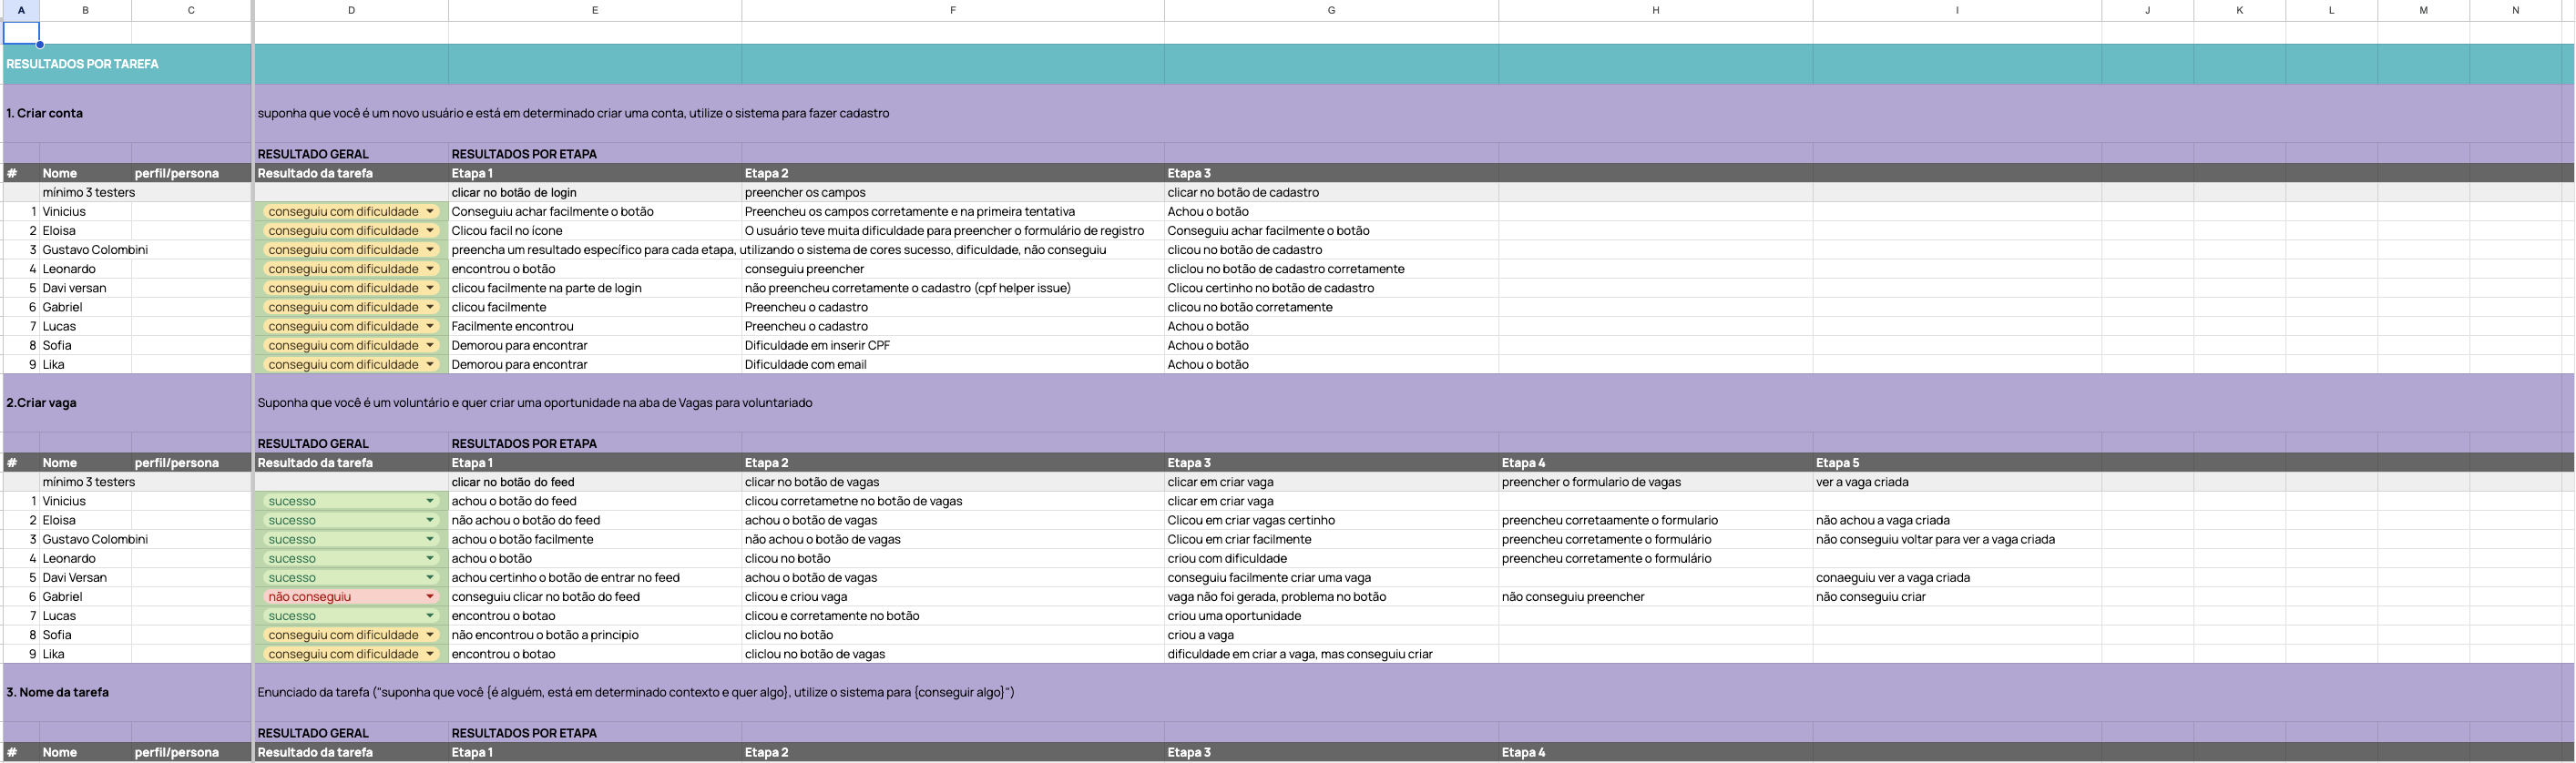 A B C D E F G H I J K L M N
RESULTADOS POR TAREFA
1. Criar conta suponha que você é um novo usuário e está em determinado criar uma conta, utilize o sistema para fazer cadastro
RESULTADO GERAL RESULTADOS POR ETAPA
# Nome perfil/persona Resultado da tarefa Etapa 1 Etapa 2 Etapa 3
mínimo 3 testers clicar no botão de login preencher os campos clicar no botão de cadastro
1 Vinicius conseguiu com dificuldade Conseguiu achar facilmente o botão Preencheu os campos corretamente e na primeira tentativa Achou o botão
2 Eloisa conseguiu com dificuldade Clicou facil no ícone O usuário teve muita dificuldade para preencher o formulário de registro Conseguiu achar facilmente o botão
3 Gustavo Colombini conseguiu com dificuldade preencha um resultado específico para cada etapa, utilizando o sistema de cores sucesso, dificuldade, não conseguiu clicou no botão de cadastro
4 Leonardo conseguiu com dificuldade encontrou o botão conseguiu preencher cliclou no botão de cadastro corretamente
5 Davi versan conseguiu com dificuldade clicou facilmente na parte de login não preencheu corretamente o cadastro (cpf helper issue) Clicou certinho no botão de cadastro
6 Gabriel conseguiu com dificuldade clicou facilmente Preencheu o cadastro clicou no botão corretamente
7 Lucas conseguiu com dificuldade Facilmente encontrou Preencheu o cadastro Achou o botão
8 Sofia conseguiu com dificuldade Demorou para encontrar Dificuldade em inserir CPF Achou o botão
9 Lika conseguiu com dificuldade Demorou para encontrar Dificuldade com email Achou o botão
2.Criar vaga Suponha que você é um voluntário e quer criar uma oportunidade na aba de Vagas para voluntariado
RESULTADO GERAL RESULTADOS POR ETAPA
# Nome perfil/persona Resultado da tarefa Etapa 1 Etapa 2 Etapa 3 Etapa 4 Etapa 5
mínimo 3 testers clicar no botão do feed clicar no botão de vagas clicar em criar vaga preencher o formulario de vagas ver a vaga criada
1 Vinicius sucesso achou o botão do feed clicou corretametne no botão de vagas clicar em criar vaga
2 Eloisa sucesso não achou o botão do feed achou o botão de vagas Clicou em criar vagas certinho preencheu corretaamente o formulario não achou a vaga criada
3 Gustavo Colombini sucesso achou o botão facilmente não achou o botão de vagas Clicou em criar facilmente preencheu corretamente o formulário não conseguiu voltar para ver a vaga criada
4 Leonardo sucesso achou o botão clicou no botão criou com dificuldade preencheu corretamente o formulário
5 Davi Versan sucesso achou certinho o botão de entrar no feed achou o botão de vagas conseguiu facilmente criar uma vaga conaeguiu ver a vaga criada
6 Gabriel não conseguiu conseguiu clicar no botão do feed clicou e criou vaga vaga não foi gerada, problema no botão não conseguiu preencher não conseguiu criar
7 Lucas sucesso encontrou o botao clicou e corretamente no botão criou uma oportunidade
8 Sofia conseguiu com dificuldade não encontrou o botão a principio cliclou no botão criou a vaga
9 Lika conseguiu com dificuldade encontrou o botao cliclou no botão de vagas dificuldade em criar a vaga, mas conseguiu criar
3. Nome da tarefa Enunciado da tarefa ("suponha que você {é alguém, está em determinado contexto e quer algo}, utilize o sistema para {conseguir algo}")
RESULTADO GERAL RESULTADOS POR ETAPA
# Nome perfil/persona Resultado da tarefa Etapa 1 Etapa 2 Etapa 3 Etapa 4